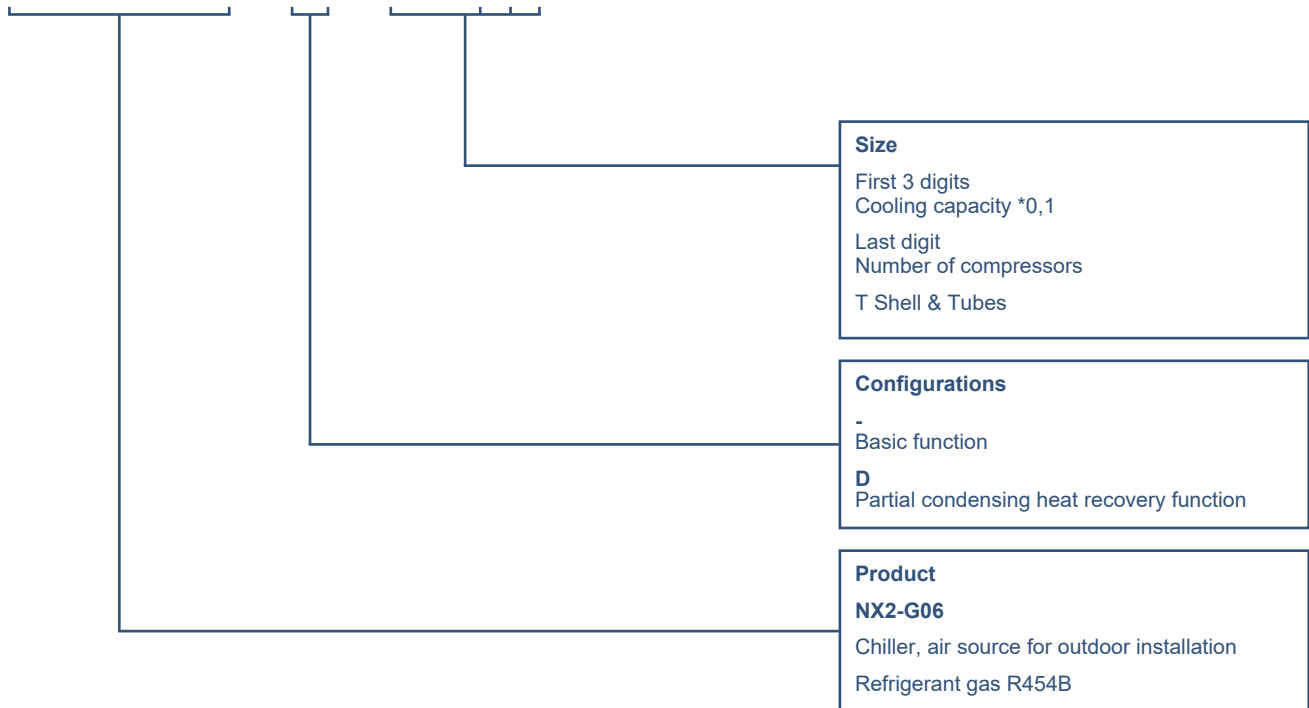 Size
First 3 digits
Cooling capacity *0,1
Last digit
Number of compressors
T Shell & Tubes
Configurations
-
Basic function
D
Partial condensing heat recovery function
Product
NX2-G06
Chiller, air source for outdoor installation
Refrigerant gas R454B